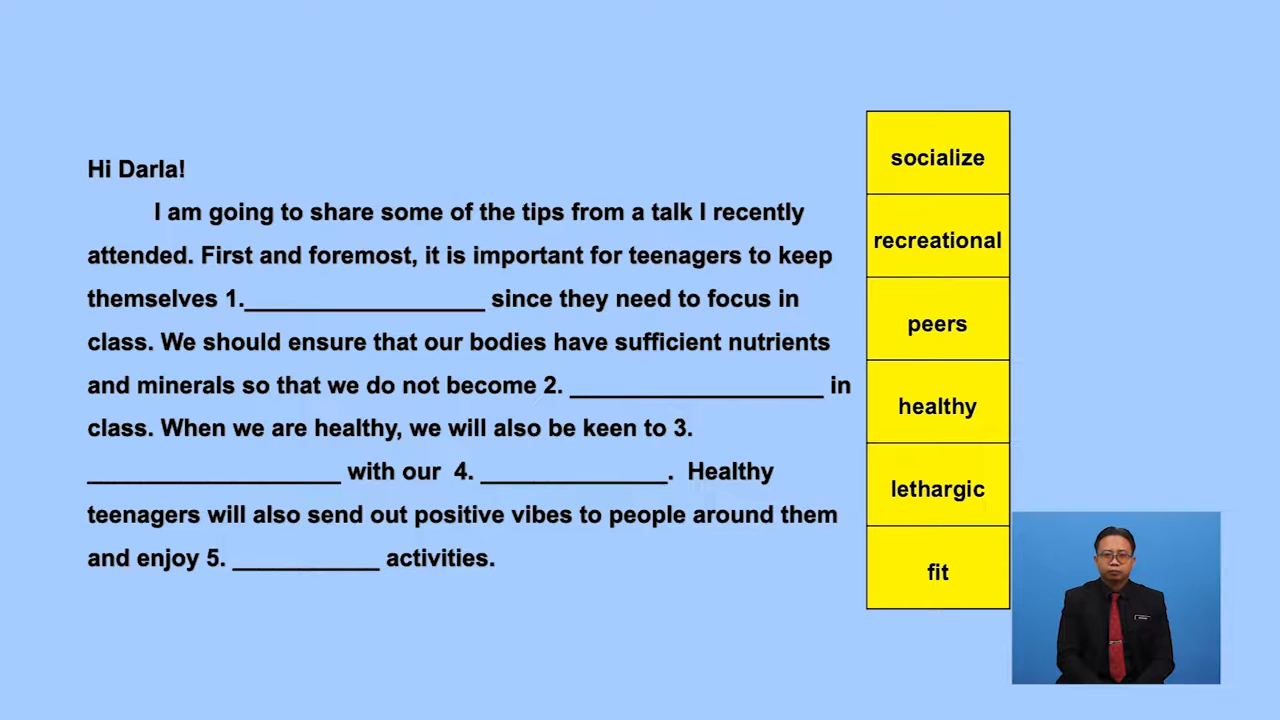 Hi Darla!
I am going to share some of the tips from a talk I recently
attended. First and foremost, it is important for teenagers to keep
themselves 1.__________________ since they need to focus in
class. We should ensure that our bodies have sufficient nutrients
and minerals so that we do not become 2. ___________________ in
class. When we are healthy, we will also be keen to 3.
___________________ with our 4. ______________. Healthy
teenagers will also send out positive vibes to people around them
and enjoy 5. ___________ activities.
socialize
recreational
peers
healthy
lethargic
fit